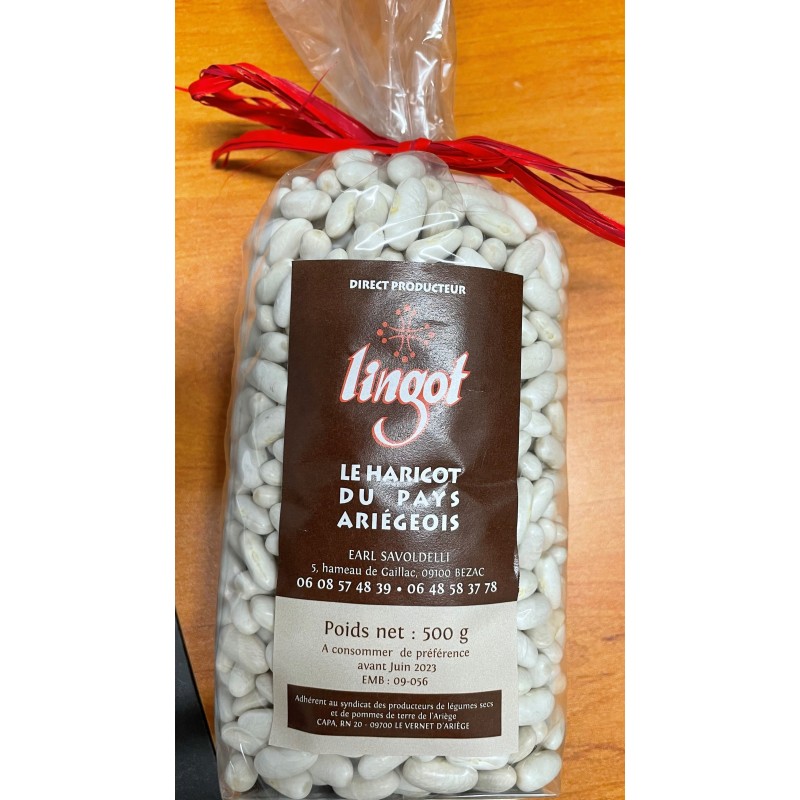 DIRECT PRODUCTEUR
lingot
LE HARICOT
DU PAYS
ARIÉGEOIS
EARL SAVOLDELLI
5, hameau de Gaillac, 09100 BEZAC
06 08 57 48 39 • 06 48 58 37 78
Poids net : 500 g
A consommer de préférence
avant Juin 2023
EMB : 09-056
Adhérent au syndicat des producteurs de légumes secs
et de pommes de terre de l'Ariège
CAPA, RN 20 - 09700 LE VERNET D'ARIÈGE